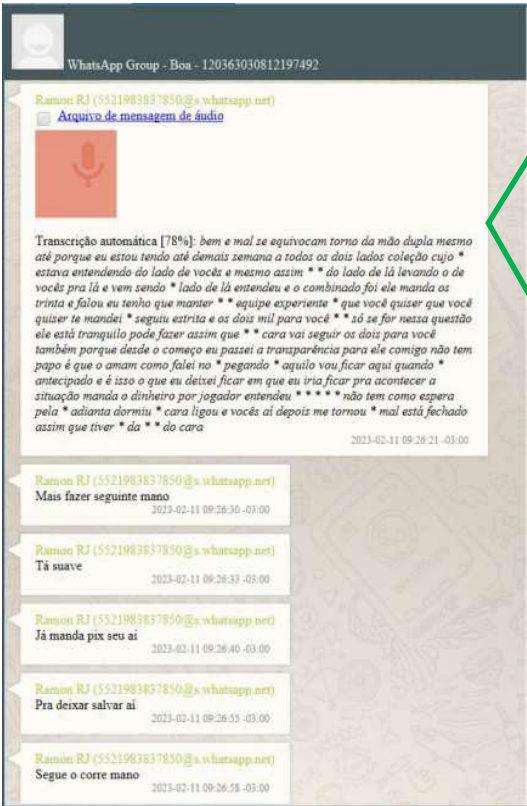 WhatsApp Group - Boa - 120363030812197492
Ramon RJ (5521983837850@s.whatsapp.net)
Arquivo de mensagem de áudio
Transcrição automática [78%]: bem e mal se equivocam torno da mão dupla mesmo
até porque eu estou tendo até demais semana a todos os dois lados coleção cujo *
estava entendendo do lado de vocês e mesmo assim * * do lado de lá levando o de
vocês pra lá e vem sendo * lado de lá entendeu e o combinado foi ele manda os
trinta e falou eu tenho que manter * * equipe experiente * que você quiser que você
quiser te mandei * seguiu estrita e os dois mil para você * * só se for nessa questão
ele está tranquilo pode fazer assim que * * cara vai seguir os dois para você
também porque desde o começo eu passei a transparência para ele comigo não tem
papo é que o amam como falei no * pegando * aquilo vou ficar aqui quando *
antecipado e é isso o que eu deixei ficar em que eu iria ficar pra acontecer a
situação manda o dinheiro por jogador entendeu * * * * * não tem como espera
pela * adianta dormiu * cara ligou e vocês aí depois me tornou * mal está fechado
assim que tiver * da * * do cara
2023-02-11 09:26:21 -03:00
Ramon RJ (5521983837850@s.whatsapp.net)
Mais fazer seguinte mano
2023-02-11 09:26:30 -03:00
Ramon RJ (5521983837850@s.whatsapp.net)
Tá suave
2023-02-11 09:26:33 -03:00
Ramon RJ (5521983837850@s.whatsapp.net)
Já manda pix seu aí
2023-02-11 09:26:40 -03:00
Ramon RJ (5521983837850@s.whatsapp.net)
Pra deixar salvar aí
2023-02-11 09:26:55 -03:00
Ramon RJ (5521983837850@s.whatsapp.net)
Segue o corre mano
2023-02-11 09:26:58 -03:00